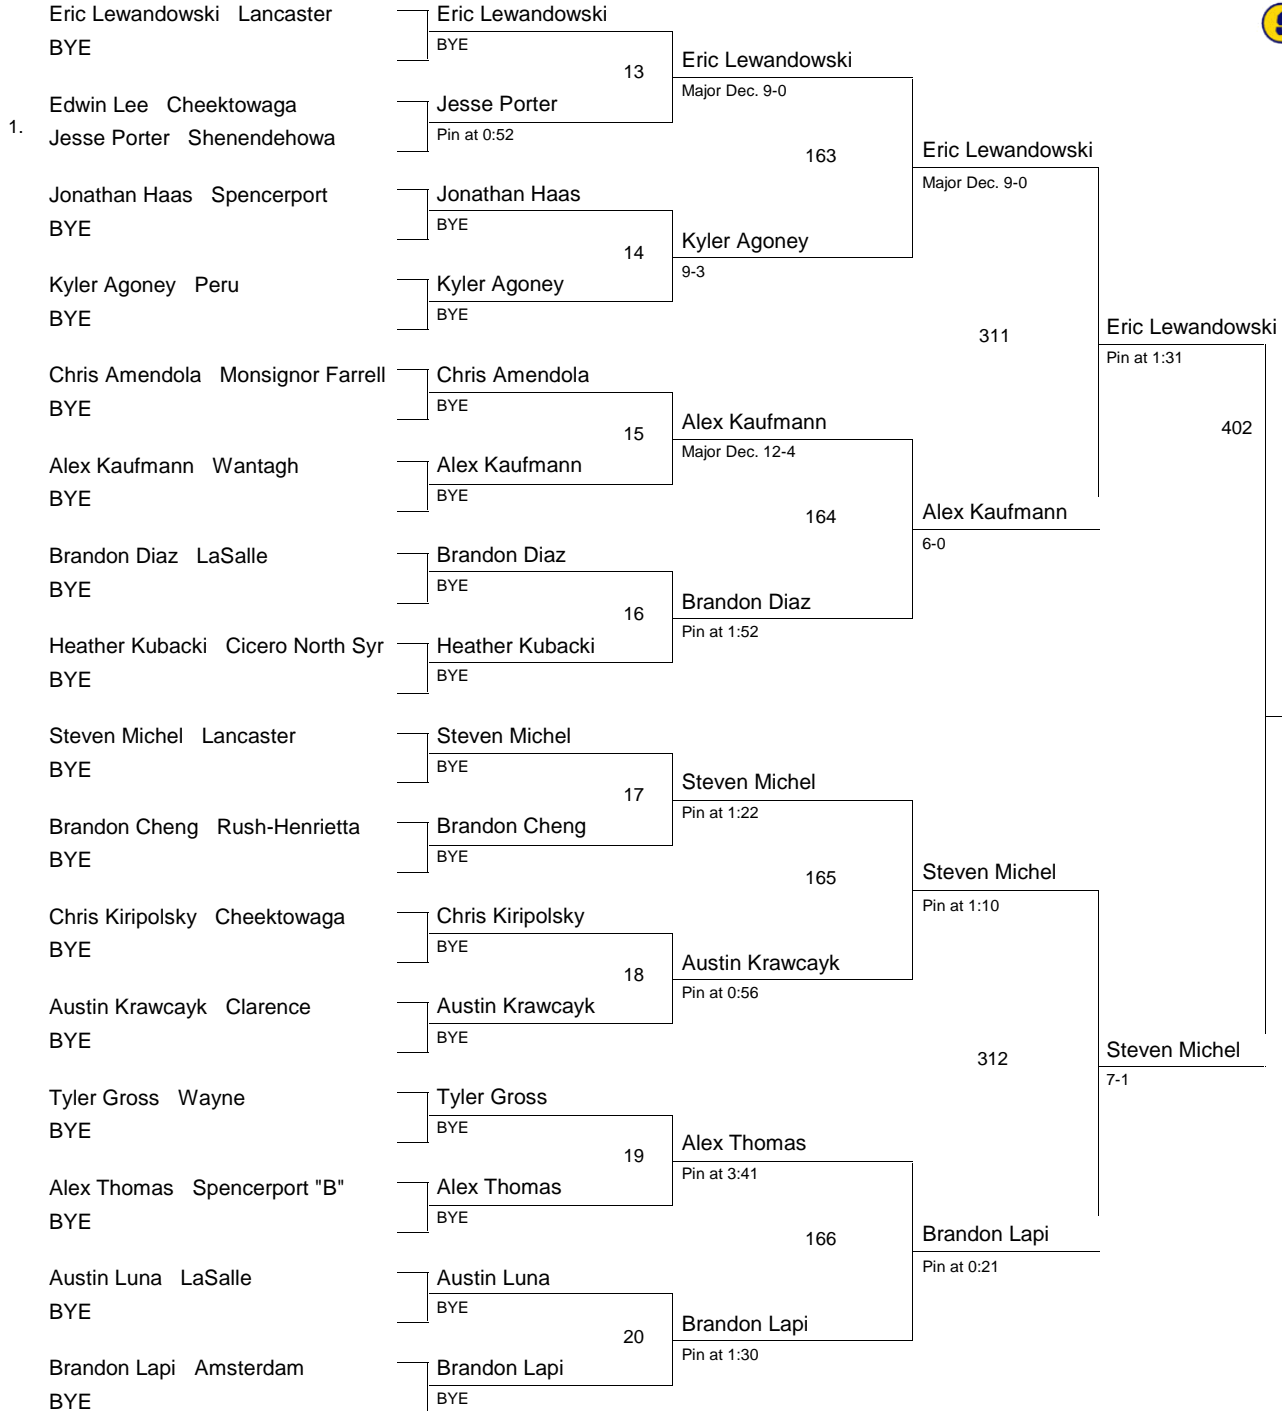 Eric Lewandowski Lancaster
BYE
1.
Edwin Lee Cheektowaga
Jesse Porter Shenendehowa
Jonathan Haas Spencerport
BYE
Kyler Agoney Peru
BYE
Chris Amendola Monsignor Farrell
BYE
Alex Kaufmann Wantagh
BYE
Brandon Diaz LaSalle
BYE
Heather Kubacki Cicero North Syr
BYE
Steven Michel Lancaster
BYE
Brandon Cheng Rush-Henrietta
BYE
Chris Kiripolsky Cheektowaga
BYE
Austin Krawcayk Clarence
BYE
Tyler Gross Wayne
BYE
Alex Thomas Spencerport "B"
BYE
Austin Luna LaSalle
BYE
Brandon Lapi Amsterdam
BYE
Eric Lewandowski
BYE
13
Jesse Porter
Pin at 0:52
Jonathan Haas
BYE
14
Kyler Agoney
BYE
Chris Amendola
BYE
15
Alex Kaufmann
BYE
Brandon Diaz
BYE
16
Heather Kubacki
BYE
Steven Michel
BYE
17
Brandon Cheng
BYE
Chris Kiripolsky
BYE
18
Austin Krawcayk
BYE
Tyler Gross
BYE
19
Alex Thomas
BYE
Austin Luna
BYE
20
Brandon Lapi
BYE
Eric Lewandowski
Major Dec. 9-0
163
Kyler Agoney
9-3
Alex Kaufmann
Major Dec. 12-4
164
Brandon Diaz
Pin at 1:52
Steven Michel
Pin at 1:22
165
Austin Krawcayk
Pin at 0:56
Alex Thomas
Pin at 3:41
166
Brandon Lapi
Pin at 1:30
Eric Lewandowski
Major Dec. 9-0
311
Alex Kaufmann
6-0
Steven Michel
Pin at 1:10
312
Brandon Lapi
Pin at 0:21
Eric Lewandowski
Pin at 1:31
402
Steven Michel
7-1